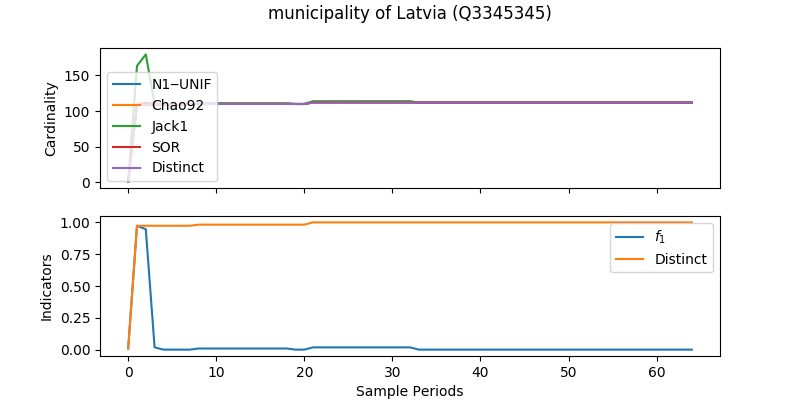 municipality of Latvia (Q3345345)
Cardinality
150
100
50
0
N1‒UNIF
Chao92
Jack1
SOR
Distinct
Indicators
1.00
0.75
0.50
0.25
0.00
f1
Distinct
0 10 20 30 40 50 60
Sample Periods